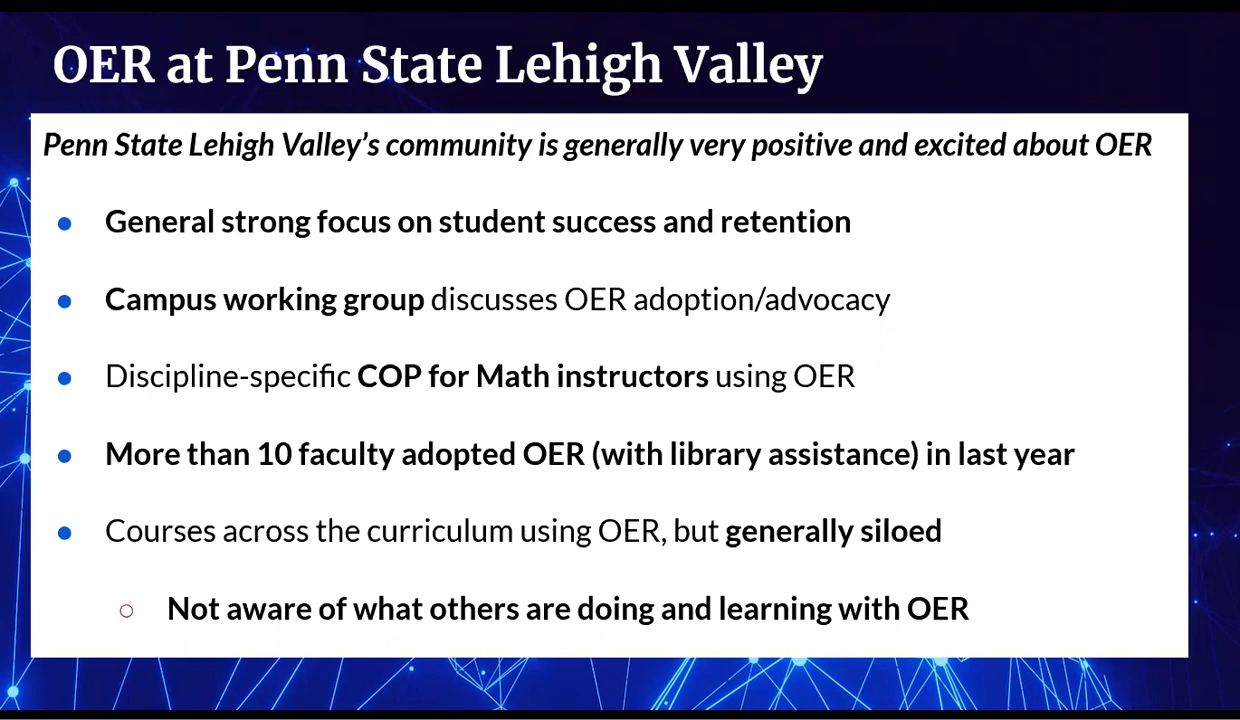 OER at Penn State Lehigh Valley
Penn State Lehigh Valley’s community is generally very positive and excited about OER
● General strong focus on student success and retention
● Campus working group discusses OER adoption/advocacy
● Discipline-specific COP for Math instructors using OER
● More than 10 faculty adopted OER (with library assistance) in last year
● Courses across the curriculum using OER, but generally siloed
○ Not aware of what others are doing and learning with OER